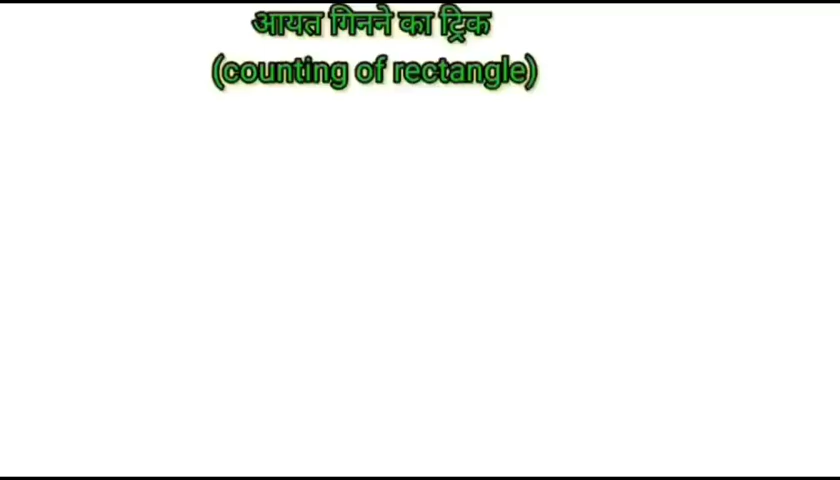 आयत गिनने का ट्रिक
(counting of rectangle)